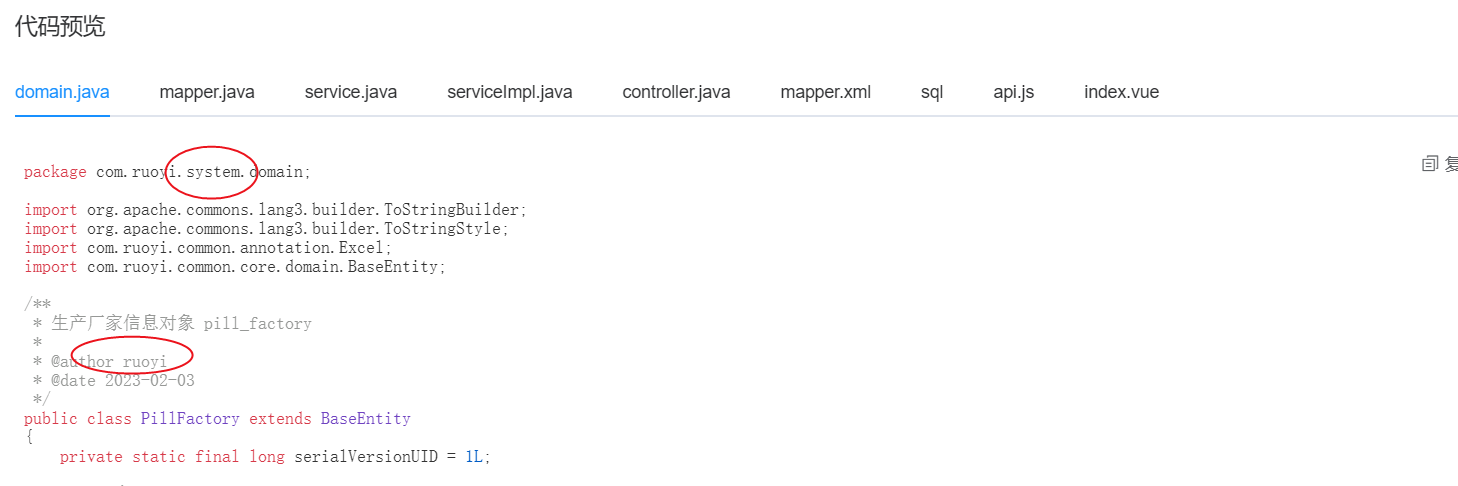 代码预览
domain.java mapper.java service.java serviceImpl.java controller.java mapper.xml sql api.js index.vue
复
package com.ruoyi.system.domain;
import org.apache.commons.lang3.builder.ToStringBuilder;
import org.apache.commons.lang3.builder.ToStringStyle;
import com.ruoyi.common.annotation.Excel;
import com.ruoyi.common.core.domain.BaseEntity;
/**
 * 生产厂家信息对象 pill_factory
 *
 * @author ruoyi
 * @date 2023-02-03
 */
public class PillFactory extends BaseEntity
{
    private static final long serialVersionUID = 1L;